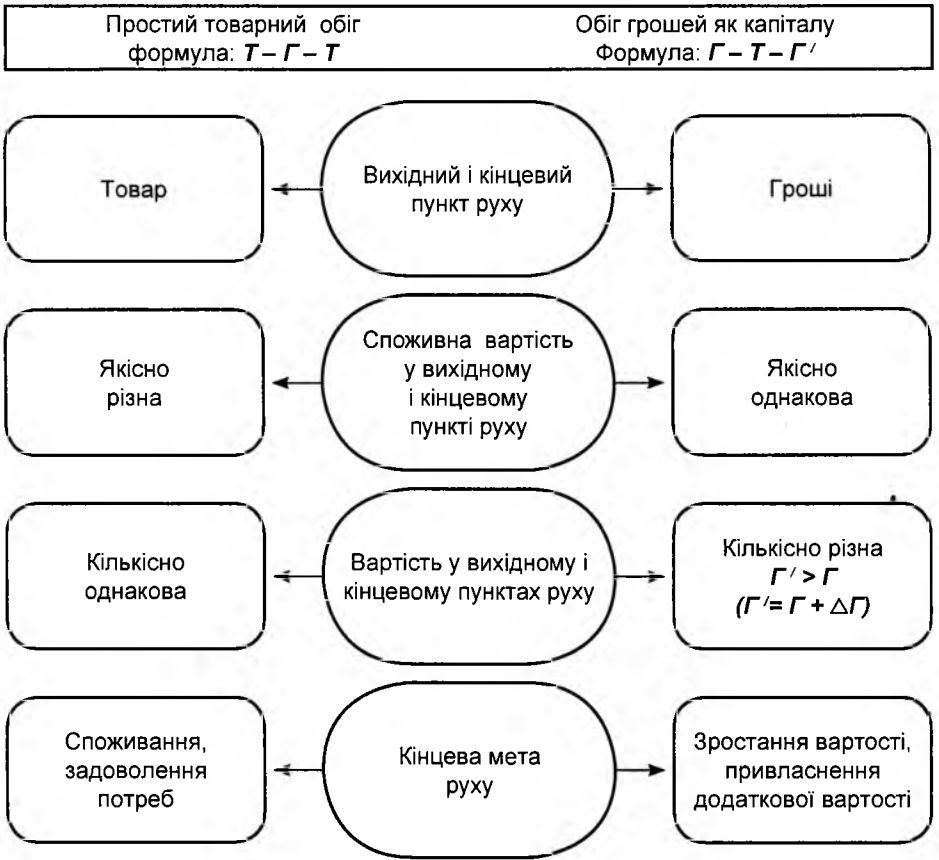 Простий товарний обіг
формула: Т – Г – Т
Обіг грошей як капіталу
Формула: Г – Т – Г′
Товар
Вихідний і кінцевий
пункт руху
Гроші
Якісно
різна
Споживна вартість
у вихідному
і кінцевому
пункті руху
Якісно
однакова
Кількісно
однакова
Вартість у вихідному і
кінцевому пунктах руху
Кількісно різна
Г′ > Г
(Г′= Г + △Г)
Споживання,
задоволення
потреб
Кінцева мета
руху
Зростання вартості,
привласнення
додаткової вартості